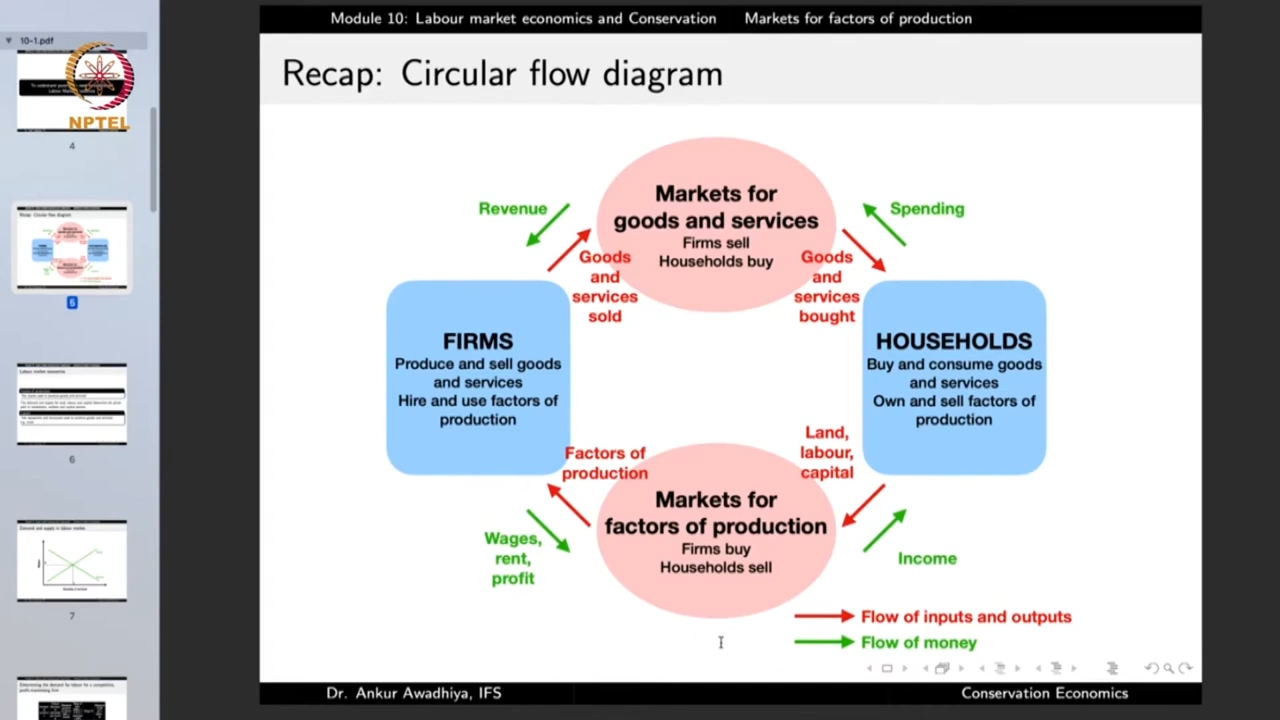 Module 10: Labour market economics and Conservation Markets for factors of production
10-1.pdf
NPTEL
4
5
6
7
Recap: Circular flow diagram
Markets for
goods and services
Firms sell
Households buy
Revenue
Spending
Goods
and
services
sold
Goods
and
services
bought
FIRMS
Produce and sell goods
and services
Hire and use factors of
production
HOUSEHOLDS
Buy and consume goods
and services
Own and sell factors of
production
Factors of
production
Land,
labour,
capital
Markets for
factors of production
Firms buy
Households sell
Wages,
rent,
profit
Income
Flow of inputs and outputs
Flow of money
Dr. Ankur Awadhiya, IFS
Conservation Economics